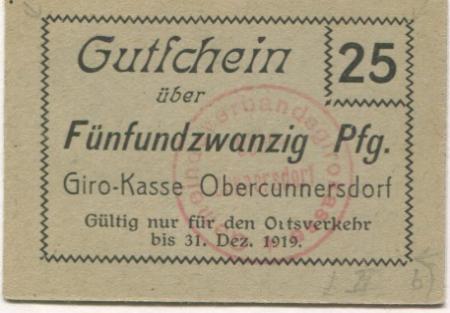 Gutschein
25
über
Fünfundzwanzig Pfg.
Giro-Kasse Obercunnersdorf
Gültig nur für den Ortsverkehr
bis 31. Dez. 1919.